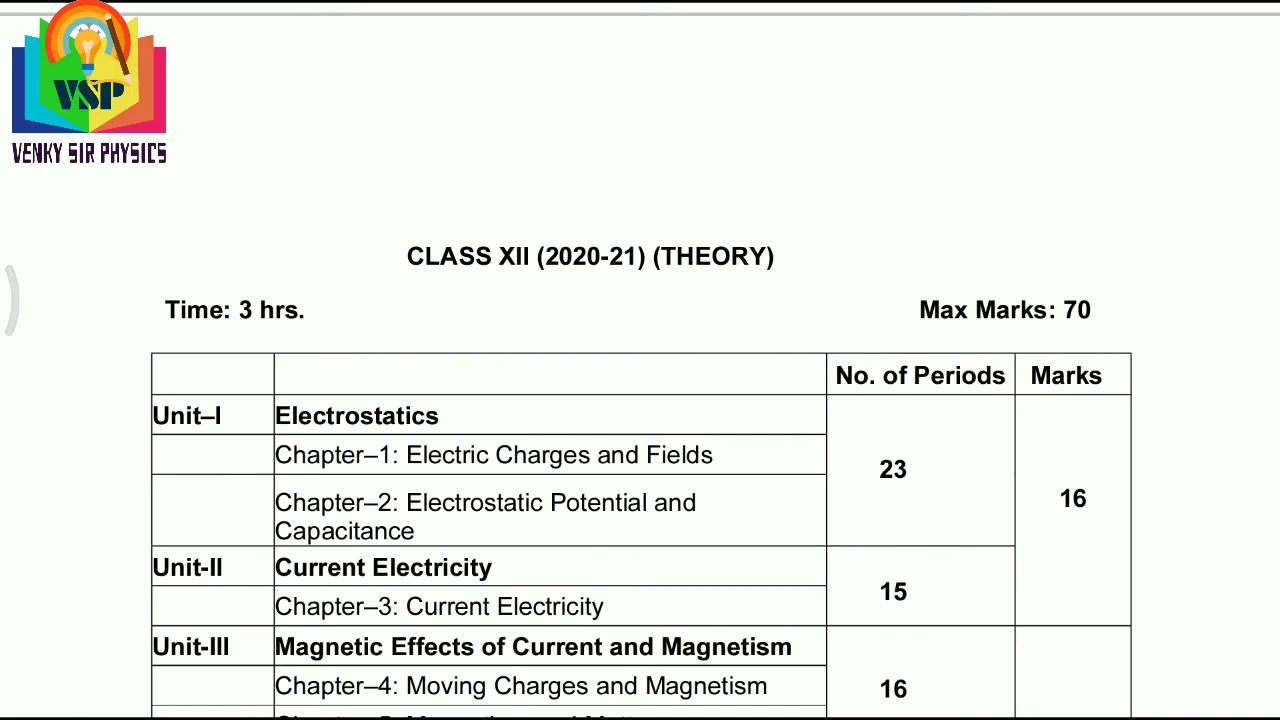 VSP
VENKY SIR PHYSICS
CLASS XII (2020-21) (THEORY)
Time: 3 hrs. Max Marks: 70
No. of Periods Marks
Unit–I Electrostatics
Chapter–1: Electric Charges and Fields
23
Chapter–2: Electrostatic Potential and
Capacitance
16
Unit-II Current Electricity
15
Chapter–3: Current Electricity
Unit-III Magnetic Effects of Current and Magnetism
Chapter–4: Moving Charges and Magnetism
16